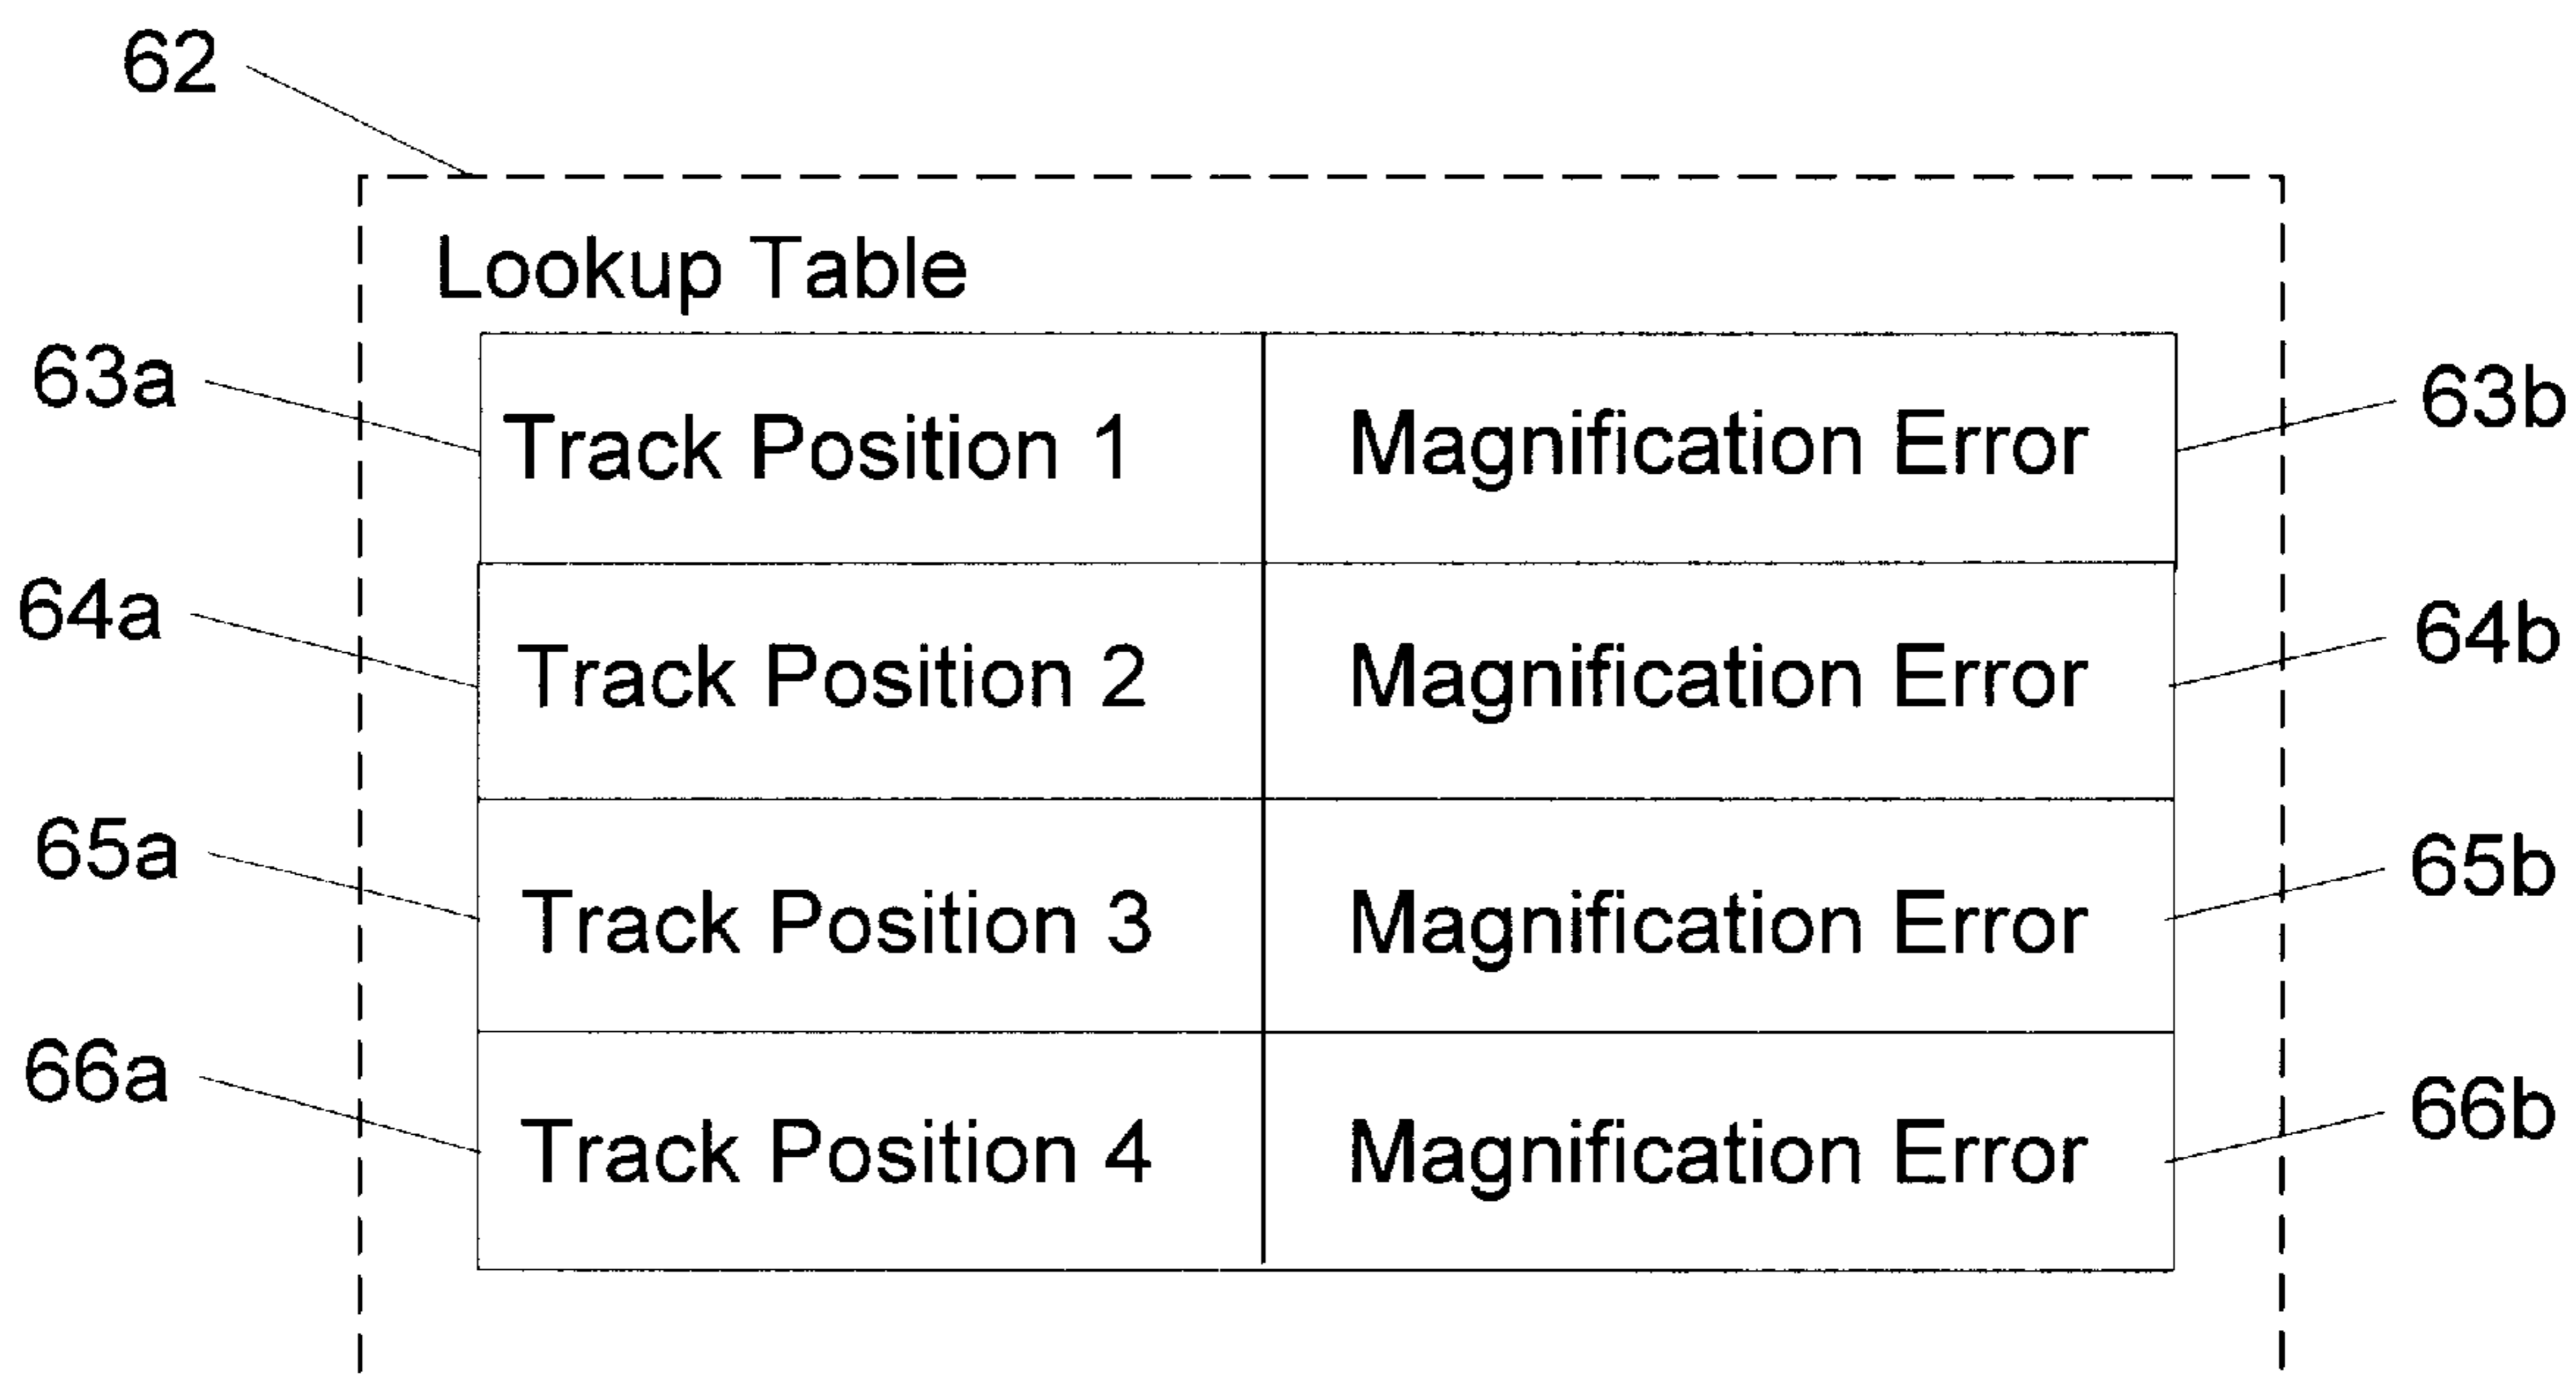 62
Lookup Table
63a Track Position 1 Magnification Error 63b
64a Track Position 2 Magnification Error 64b
65a Track Position 3 Magnification Error 65b
66a Track Position 4 Magnification Error 66b